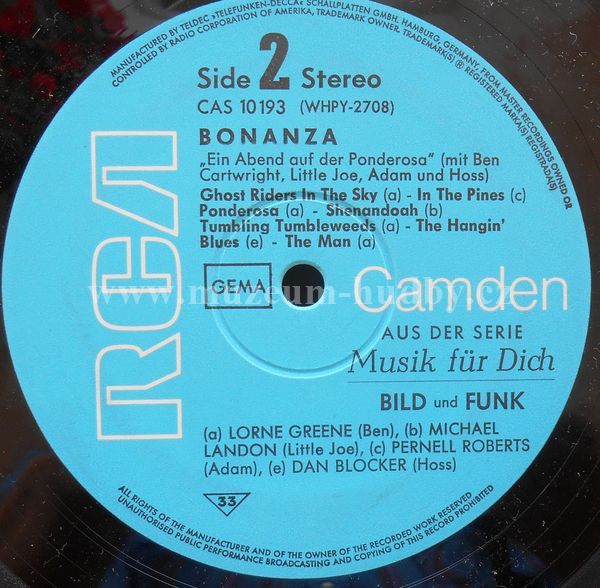 MANUFACTURED BY TELDEC »TELEFUNKEN-DECCA« SCHALLPLATTEN GMBH, HAMBURG, GERMANY, FROM MASTER RECORDINGS OWNED OR
CONTROLLED BY RADIO CORPORATION OF AMERICA, TRADEMARK OWNER. TRADEMARK(S) ® REGISTERED MARK(S) MARCA(S) REGISTRADA(S)
Side 2 Stereo
CAS 10193 (WHPY-2708)
BONANZA
„Ein Abend auf der Ponderosa“ (mit Ben
Cartwright, Little Joe, Adam und Hoss)
Ghost Riders In The Sky (a) - In The Pines (c)
Ponderosa (a) - Shenandoah (b)
Tumbling Tumbleweeds (a) - The Hangin'
Blues (e) - The Man (a)
RCA
GEMA
Camden
www.muzeum-hudby.cz
AUS DER SERIE
Musik für Dich
BILD und FUNK
(a) LORNE GREENE (Ben), (b) MICHAEL
LANDON (Little Joe), (c) PERNELL ROBERTS
(Adam), (e) DAN BLOCKER (Hoss)
33
ALL RIGHTS OF THE MANUFACTURER AND OF THE OWNER OF THE RECORDED WORK RESERVED
UNAUTHORISED PUBLIC PERFORMANCE BROADCASTING AND COPYING OF THIS RECORD PROHIBITED